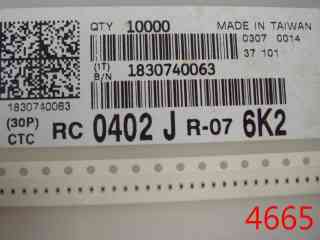 QTY 10000 MADE IN TAIWAN
0307 0014
37 101
(1T)
B/N 1830740063
1830740063
(30P)
CTC RC 0402 J R-07 6K2
4665